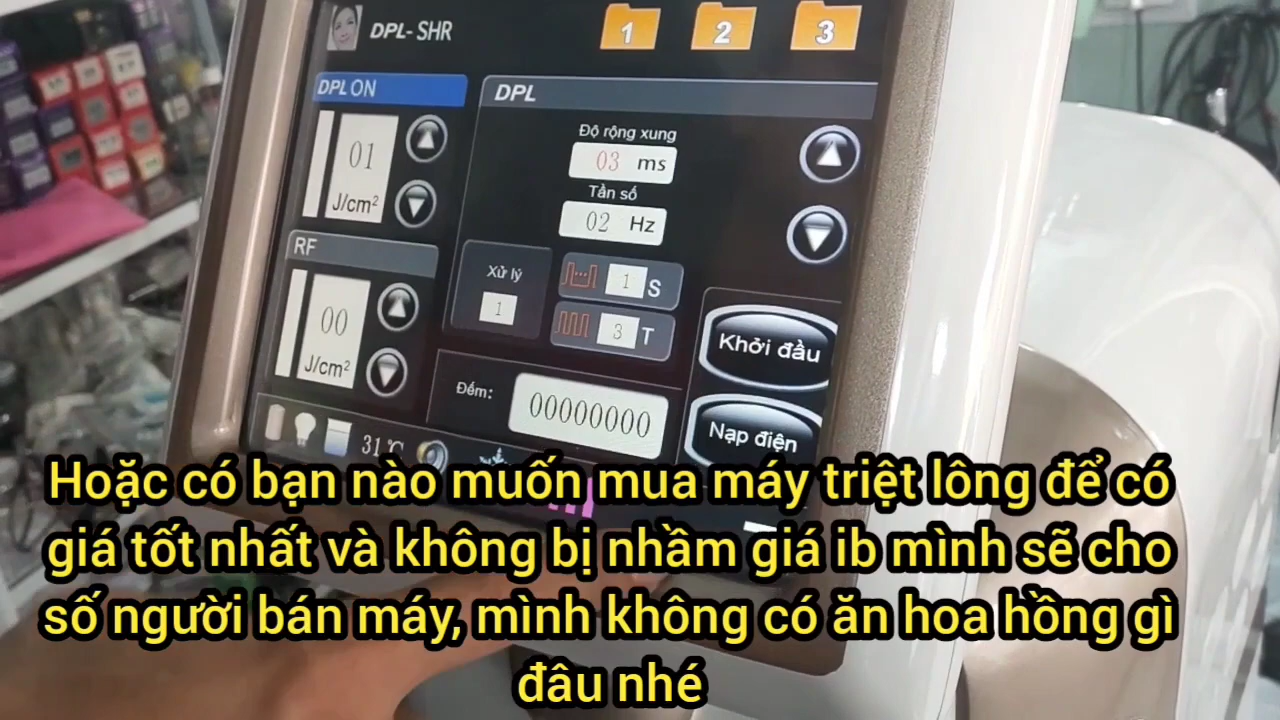 DPL- SHR
1 2 3
DPL ON
01
J/cm²
RF
00
J/cm²
DPL
Độ rộng xung
03 ms
Tần số
02 Hz
Xử lý
1
1 S
3 T
Đếm: 00000000
Khởi đầu
Nạp điện
31℃
Hoặc có bạn nào muốn mua máy triệt lông để có
giá tốt nhất và không bị nhầm giá ib mình sẽ cho
số người bán máy, mình không có ăn hoa hồng gì
đâu nhé